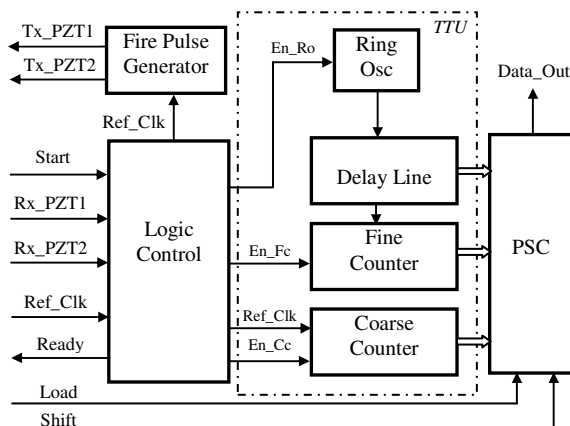 Tx_PZT1
Tx_PZT2
Fire Pulse
Generator
TTU
En_Ro
Ring
Osc
Data_Out
Ref_Clk
Start
Rx_PZT1
Rx_PZT2
Ref_Clk
Ready
Load
Shift
Logic
Control
Delay Line
En_Fc
Fine
Counter
Ref_Clk
En_Cc
Coarse
Counter
PSC